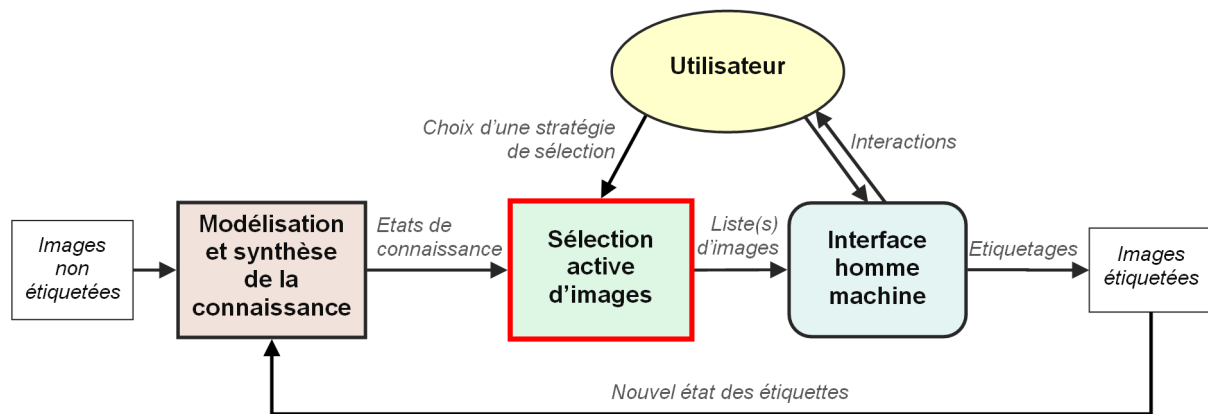 Utilisateur
Choix d'une stratégie
de sélection
Interactions
Images
non
étiquetées
Modélisation
et synthèse
de la
connaissance
Etats de
connaissance
Sélection
active
d'images
Liste(s)
d'images
Interface
homme
machine
Etiquetages
Images
étiquetées
Nouvel état des étiquettes